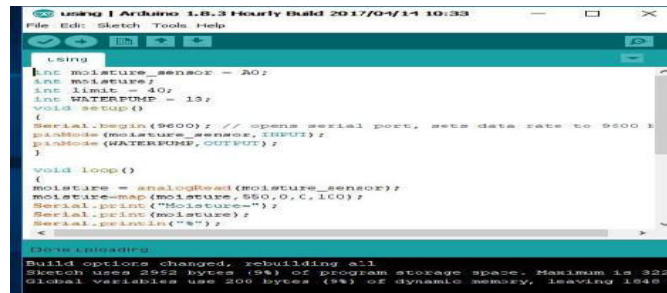 using | Arduino 1.8.3 Hourly Build 2017/04/14 10:33
File Edit Sketch Tools Help
using
int moisture_sensor = A0;
int moisture;
int limit = 40;
int WATERPUMP = 13;
void setup()
{
Serial.begin(9600); // opens serial port, sets data rate to 9600 b
pinMode(moisture_sensor,INPUT);
pinMode(WATERPUMP,OUTPUT);
}
void loop()
{
moisture = analogRead(moisture_sensor);
moisture=map(moisture,550,0,0,100);
Serial.print("Moisture=");
Serial.print(moisture);
Serial.println("%");
Done uploading
Build options changed, rebuilding all
Sketch uses 2952 bytes (9%) of program storage space. Maximum is 322
Global variables use 200 bytes (9%) of dynamic memory, leaving 1848